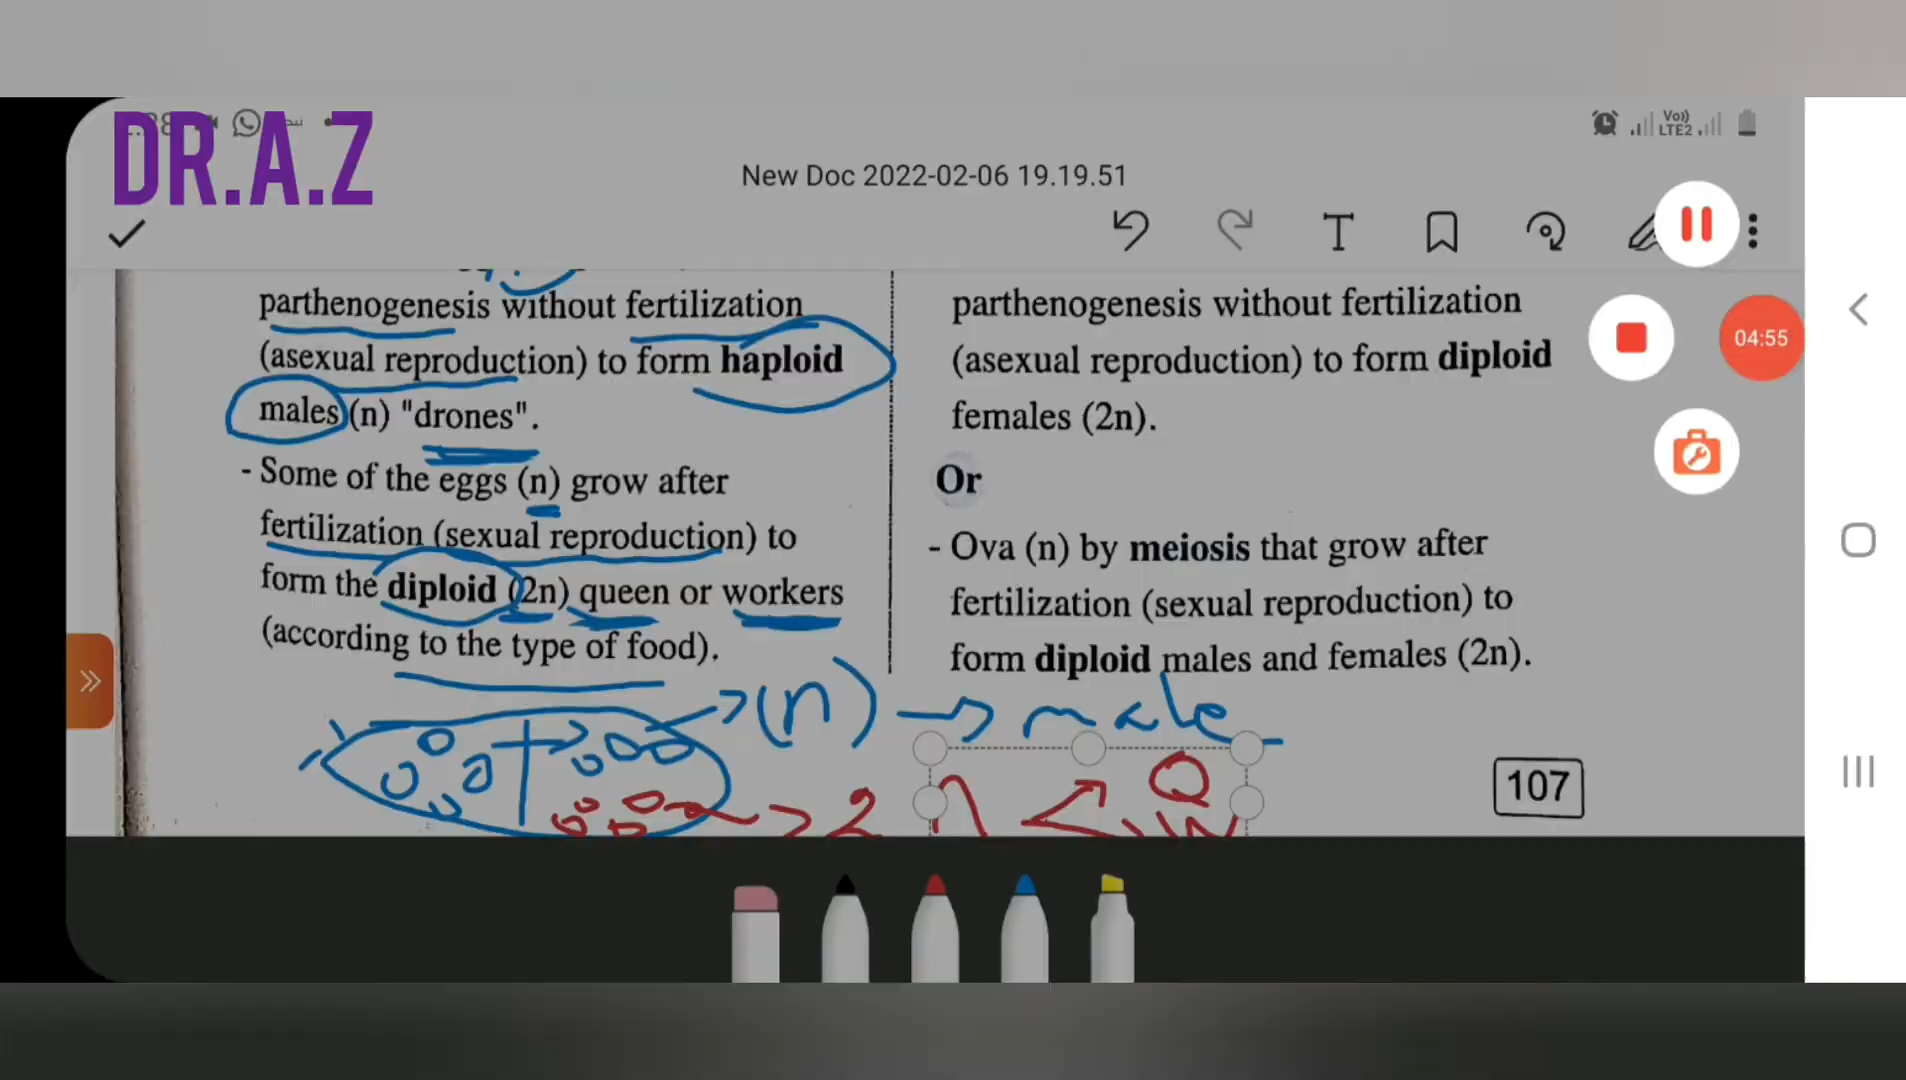 DR.A.Z
New Doc 2022-02-06 19.19.51
Vo))
LTE2
04:55
parthenogenesis without fertilization
(asexual reproduction) to form haploid
males (n) "drones".
- Some of the eggs (n) grow after
fertilization (sexual reproduction) to
form the diploid (2n) queen or workers
(according to the type of food).
parthenogenesis without fertilization
(asexual reproduction) to form diploid
females (2n).
Or
- Ova (n) by meiosis that grow after
fertilization (sexual reproduction) to
form diploid males and females (2n).
(n) → male
2n Q
W
107